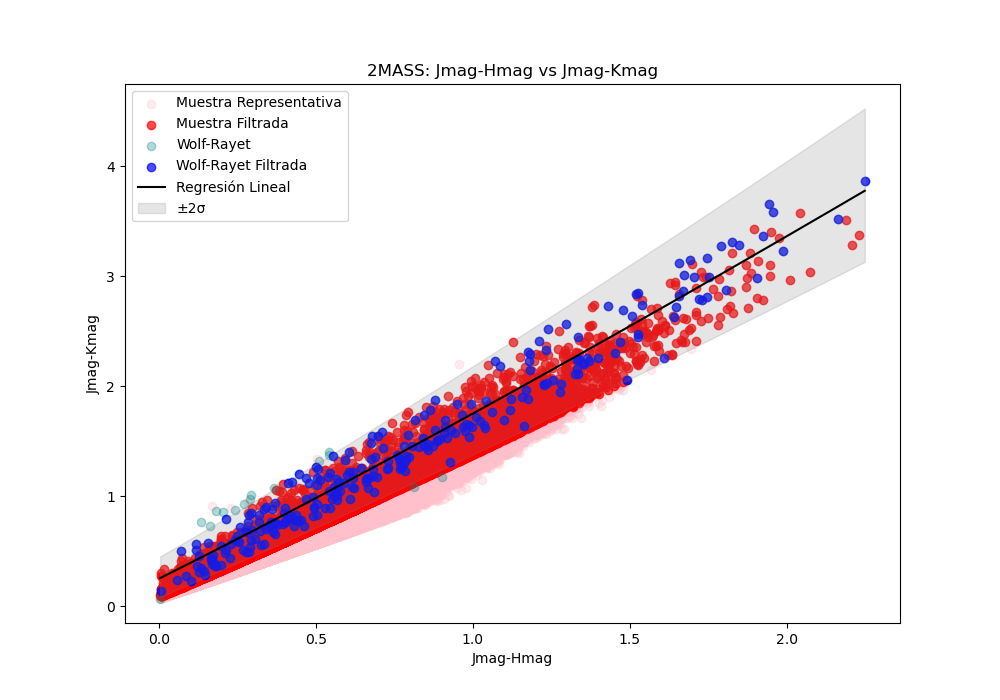 2MASS: Jmag-Hmag vs Jmag-Kmag
Muestra Representativa
Muestra Filtrada
Wolf-Rayet
Wolf-Rayet Filtrada
Regresión Lineal
±2σ
Jmag-Kmag
4
3
2
1
0
0.0 0.5 1.0 1.5 2.0
Jmag-Hmag